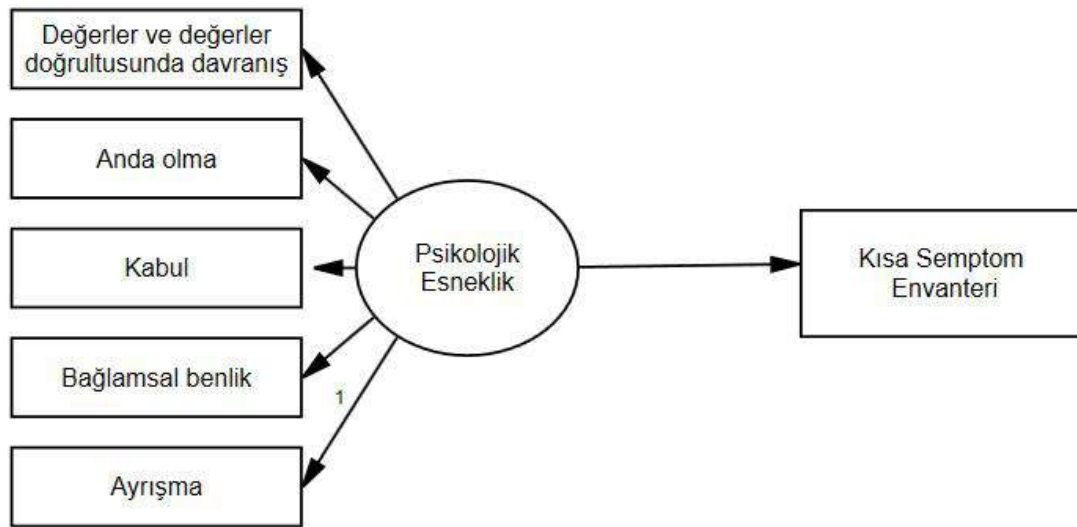 Değerler ve değerler
doğrultusunda davranış
Anda olma
Kabul
Bağlamsal benlik
Ayrışma
1
Psikolojik
Esneklik
Kısa Semptom
Envanteri